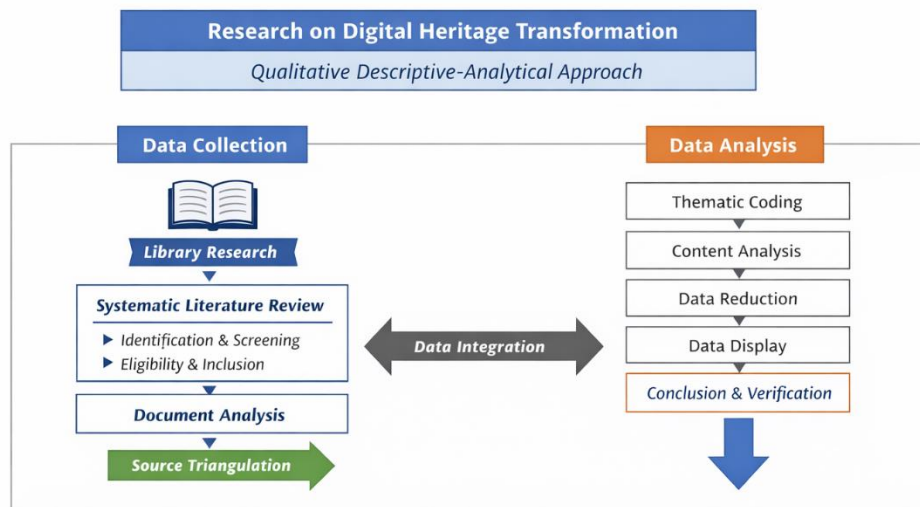 Research on Digital Heritage Transformation
Qualitative Descriptive-Analytical Approach
Data Collection
Library Research
Systematic Literature Review
Identification & Screening
Eligibility & Inclusion
Document Analysis
Source Triangulation
Data Integration
Data Analysis
Thematic Coding
Content Analysis
Data Reduction
Data Display
Conclusion & Verification